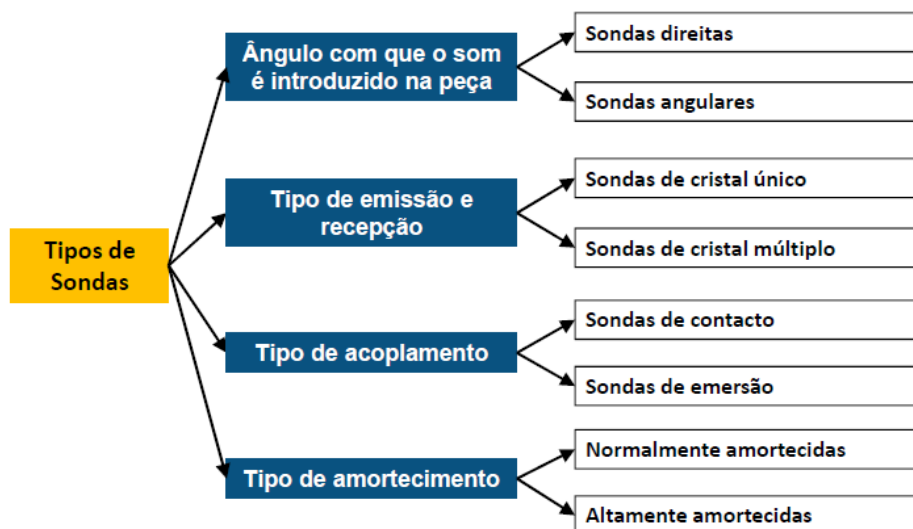 Tipos de
Sondas
Ângulo com que o som
é introduzido na peça
Sondas direitas
Sondas angulares
Tipo de emissão e
recepção
Sondas de cristal único
Sondas de cristal múltiplo
Tipo de acoplamento
Sondas de contacto
Sondas de emersão
Tipo de amortecimento
Normalmente amortecidas
Altamente amortecidas